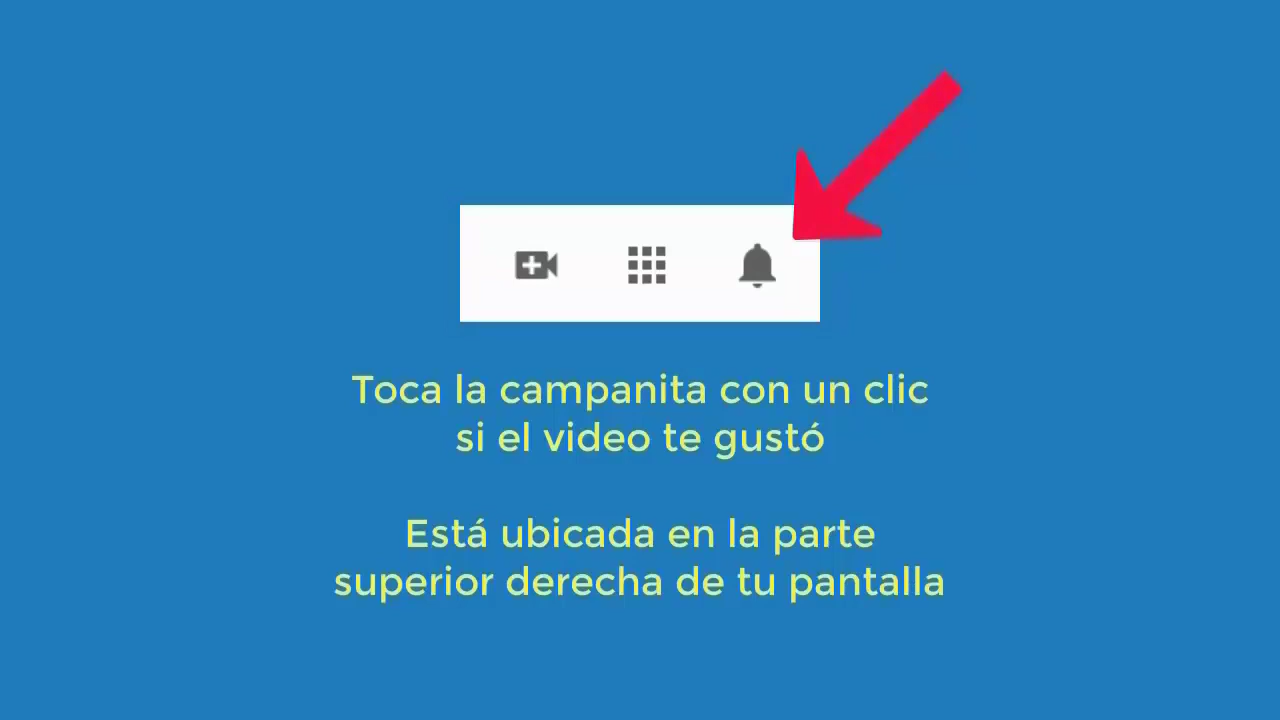 Toca la campanita con un clic
si el video te gustó
Está ubicada en la parte
superior derecha de tu pantalla